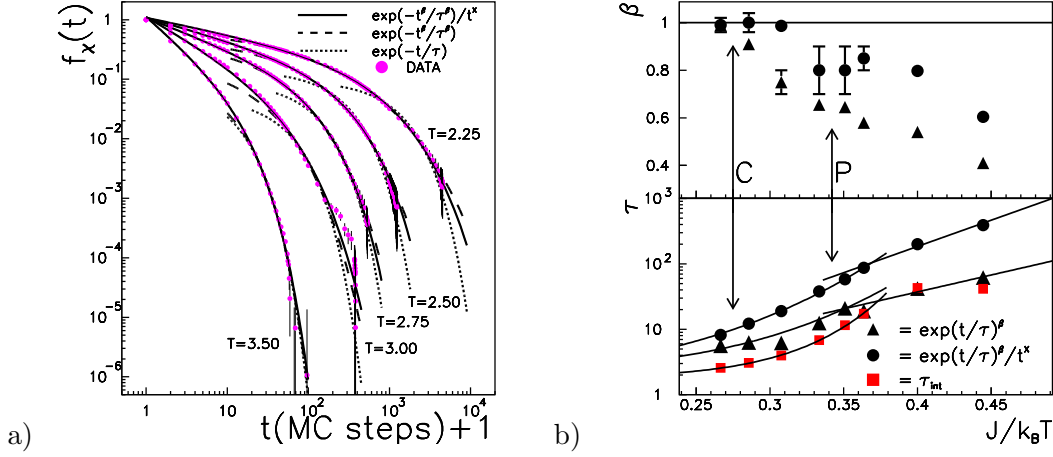 f_χ(t)
1
10^-1
10^-2
10^-3
10^-4
10^-5
10^-6
exp(-t^β/τ^β)/t^x
exp(-t^β/τ^β)
exp(-t/τ)
DATA
T=2.25
T=2.50
T=2.75
T=3.00
T=3.50
1 10 10^2 10^3 10^4
t(MC steps)+1
a)
β
1
0.8
0.6
0.4
C
P
τ
10^3
10^2
10
1
= exp(t/τ)^β
= exp(t/τ)^β/t^x
= τ_int
0.25 0.3 0.35 0.4 0.45
J/k_BT
b)